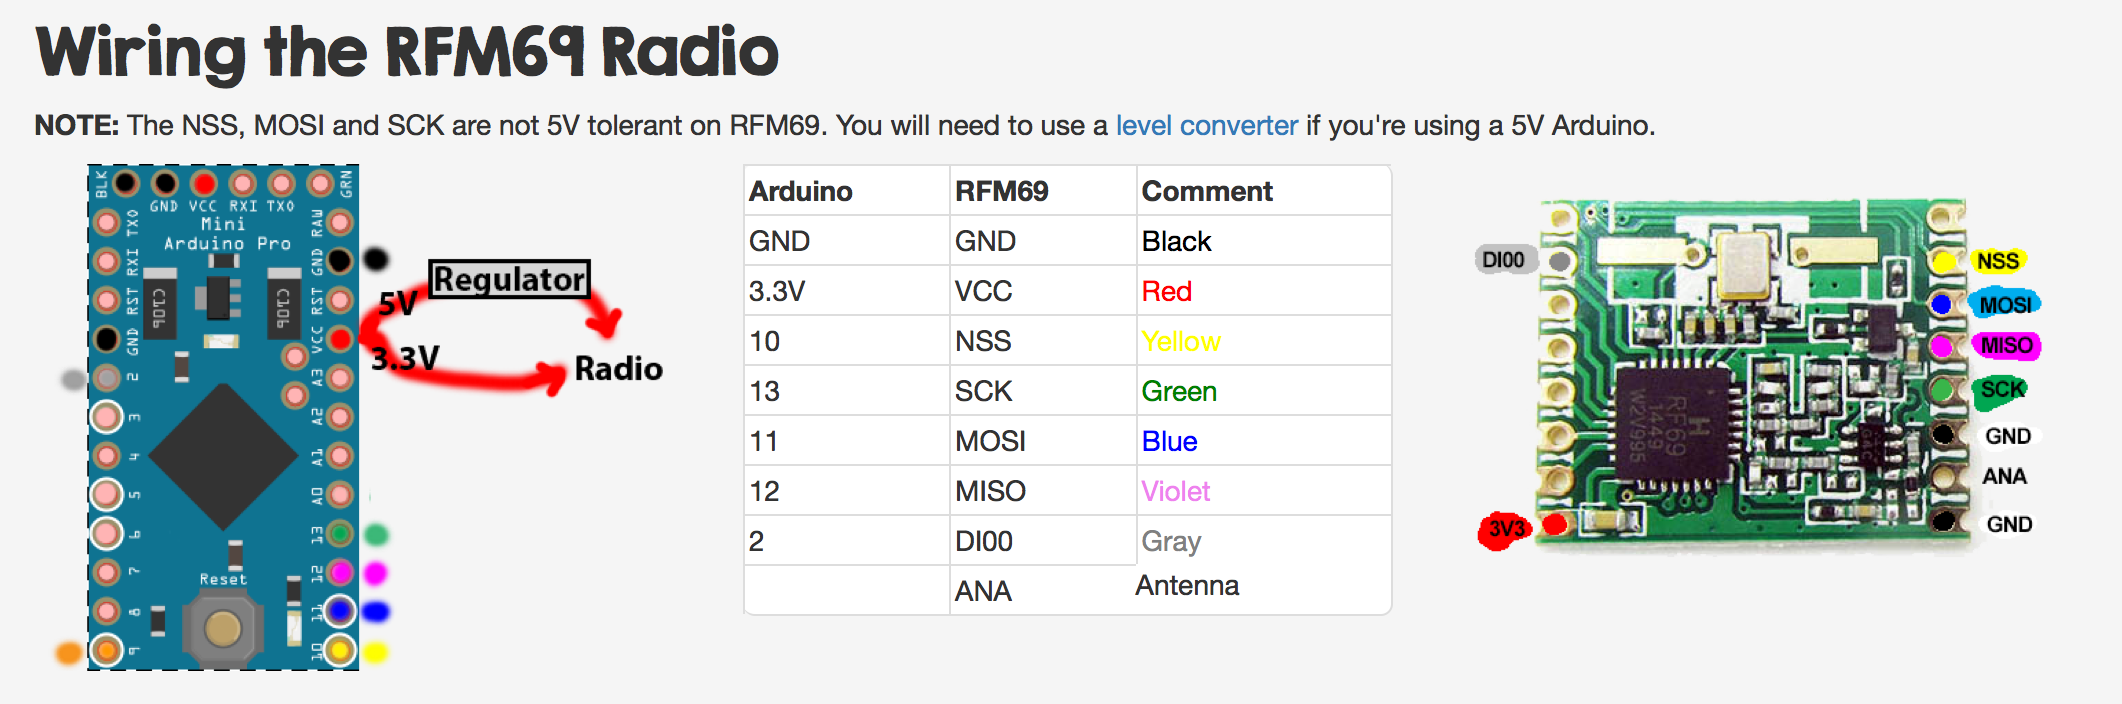 Wiring the RFM69 Radio
NOTE: The NSS, MOSI and SCK are not 5V tolerant on RFM69. You will need to use a level converter if you're using a 5V Arduino.
BLK
GRN
GND VCC RXI TXO
Mini
Arduino Pro
TXO
RXI
RST
GND
2
3
4
5
6
7
8
9
RAW
GND
RST
VCC
A3
A2
A1
A0
13
12
11
10
C106
C106
Reset
Regulator
5V
3.3V
Radio
Arduino RFM69 Comment
GND GND Black
3.3V VCC Red
10 NSS Yellow
13 SCK Green
11 MOSI Blue
12 MISO Violet
2 DI00 Gray
ANA Antenna
DI00
3V3
H
RF69
1449
W2V995
NSS
MOSI
MISO
SCK
GND
ANA
GND